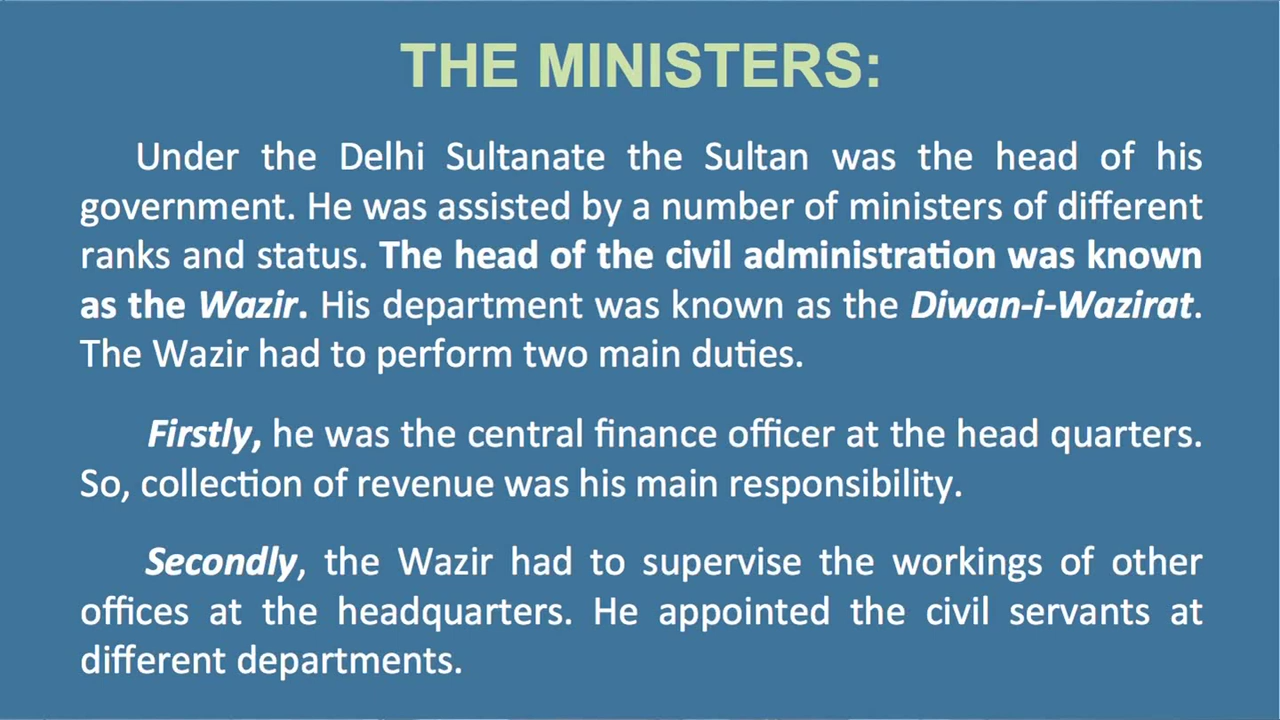 THE MINISTERS:
Under the Delhi Sultanate the Sultan was the head of his
government. He was assisted by a number of ministers of different
ranks and status. The head of the civil administration was known
as the Wazir. His department was known as the Diwan-i-Wazirat.
The Wazir had to perform two main duties.
Firstly, he was the central finance officer at the head quarters.
So, collection of revenue was his main responsibility.
Secondly, the Wazir had to supervise the workings of other
offices at the headquarters. He appointed the civil servants at
different departments.